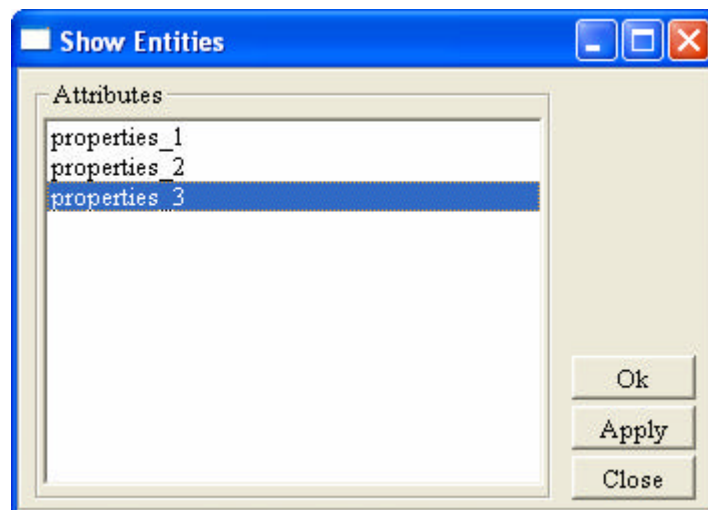 Show Entities
Attributes
properties_1
properties_2
properties_3
Ok
Apply
Close